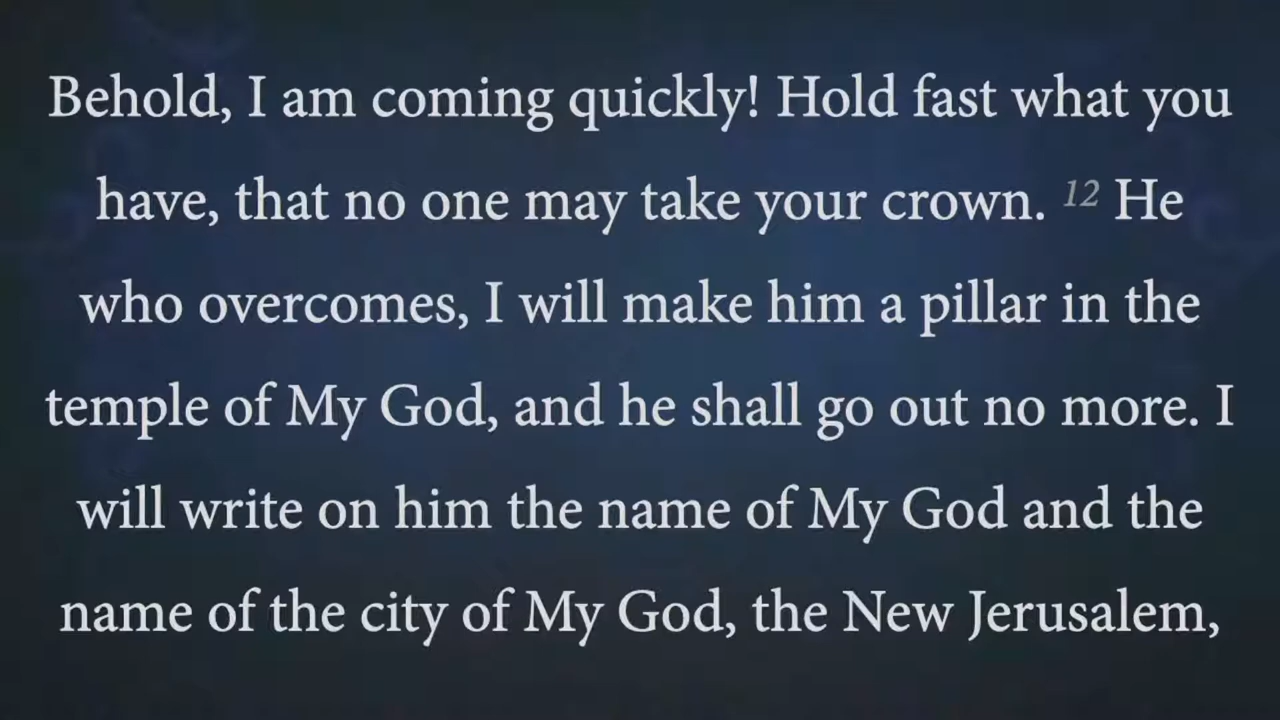 Behold, I am coming quickly! Hold fast what you
have, that no one may take your crown. 12 He
who overcomes, I will make him a pillar in the
temple of My God, and he shall go out no more. I
will write on him the name of My God and the
name of the city of My God, the New Jerusalem,